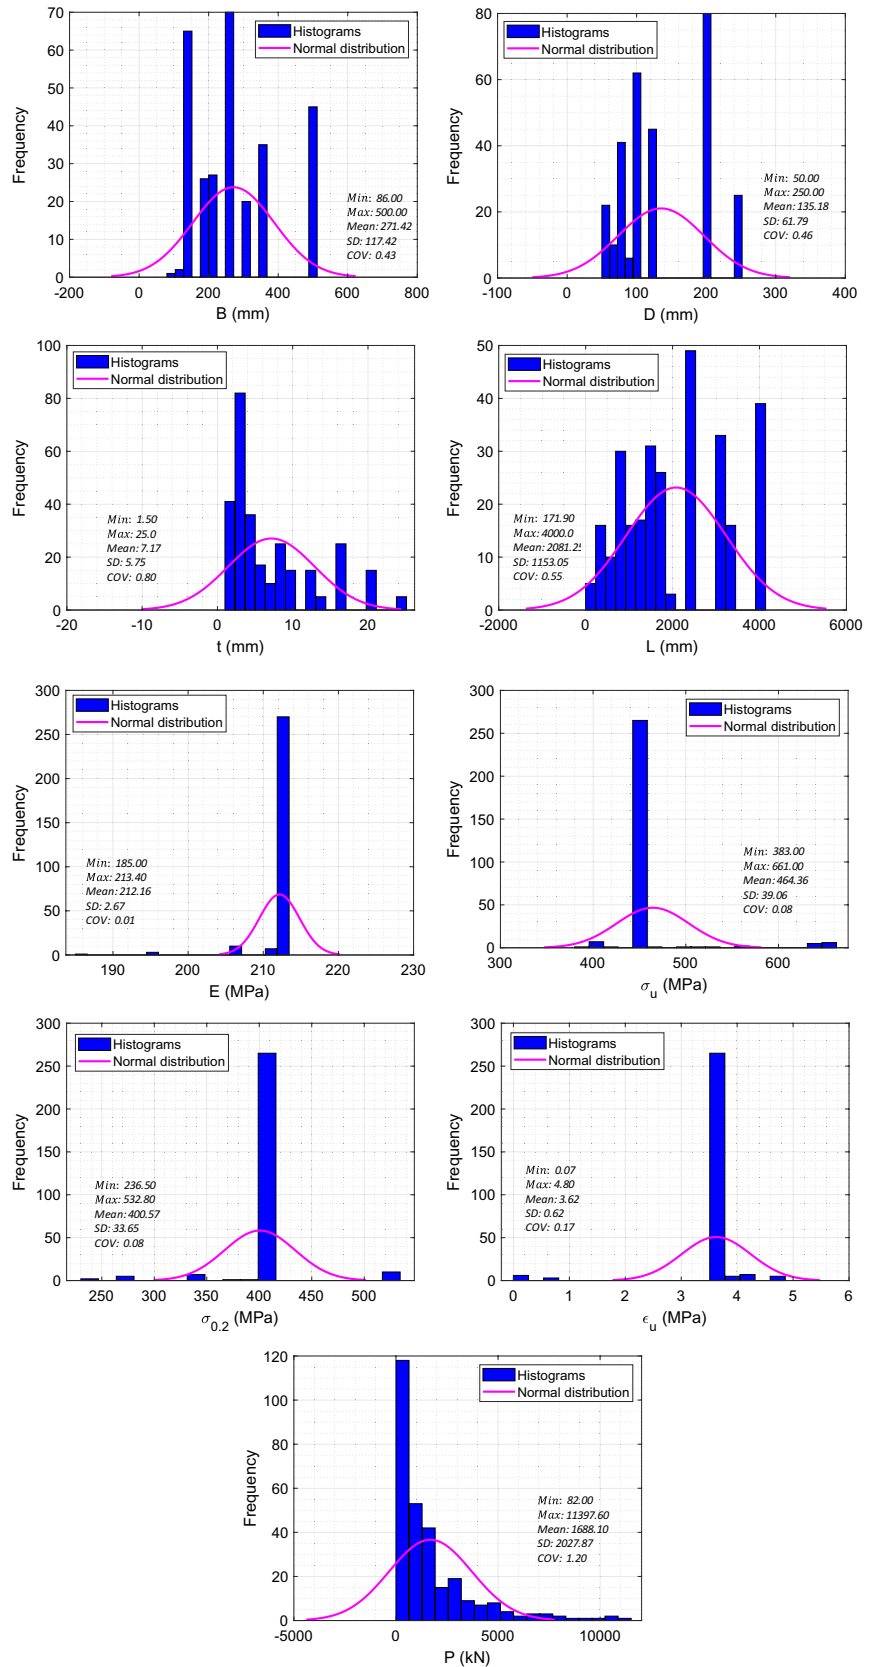 70
60
50
40
30
20
10
0
-200
0
200
400
600
800
Frequency
B (mm)
Histograms
Normal distribution
Min: 86.00
Max: 500.00
Mean: 271.42
SD: 117.42
COV: 0.43
80
60
40
20
0
-100
0
100
200
300
400
Frequency
D (mm)
Histograms
Normal distribution
Min: 50.00
Max: 250.00
Mean: 135.18
SD: 61.79
COV: 0.46
100
80
60
40
20
0
-20
-10
0
10
20
Frequency
t (mm)
Histograms
Normal distribution
Min: 1.50
Max: 25.0
Mean: 7.17
SD: 5.75
COV: 0.80
50
40
30
20
10
0
-2000
0
2000
4000
6000
Frequency
L (mm)
Histograms
Normal distribution
Min: 171.90
Max: 4000.0
Mean: 2081.25
SD: 1153.05
COV: 0.55
300
250
200
150
100
50
0
190
200
210
220
230
Frequency
E (MPa)
Histograms
Normal distribution
Min: 185.00
Max: 213.40
Mean: 212.16
SD: 2.67
COV: 0.01
300
250
200
150
100
50
0
300
400
500
600
Frequency
σu (MPa)
Histograms
Normal distribution
Min: 383.00
Max: 661.00
Mean: 464.36
SD: 39.06
COV: 0.08
300
250
200
150
100
50
0
250
300
350
400
450
500
Frequency
σ0.2 (MPa)
Histograms
Normal distribution
Min: 236.50
Max: 532.80
Mean: 400.57
SD: 33.65
COV: 0.08
300
250
200
150
100
50
0
0
1
2
3
4
5
6
Frequency
ϵu (MPa)
Histograms
Normal distribution
Min: 0.07
Max: 4.80
Mean: 3.62
SD: 0.62
COV: 0.17
120
100
80
60
40
20
0
-5000
0
5000
10000
Frequency
P (kN)
Histograms
Normal distribution
Min: 82.00
Max: 11397.60
Mean: 1688.10
SD: 2027.87
COV: 1.20